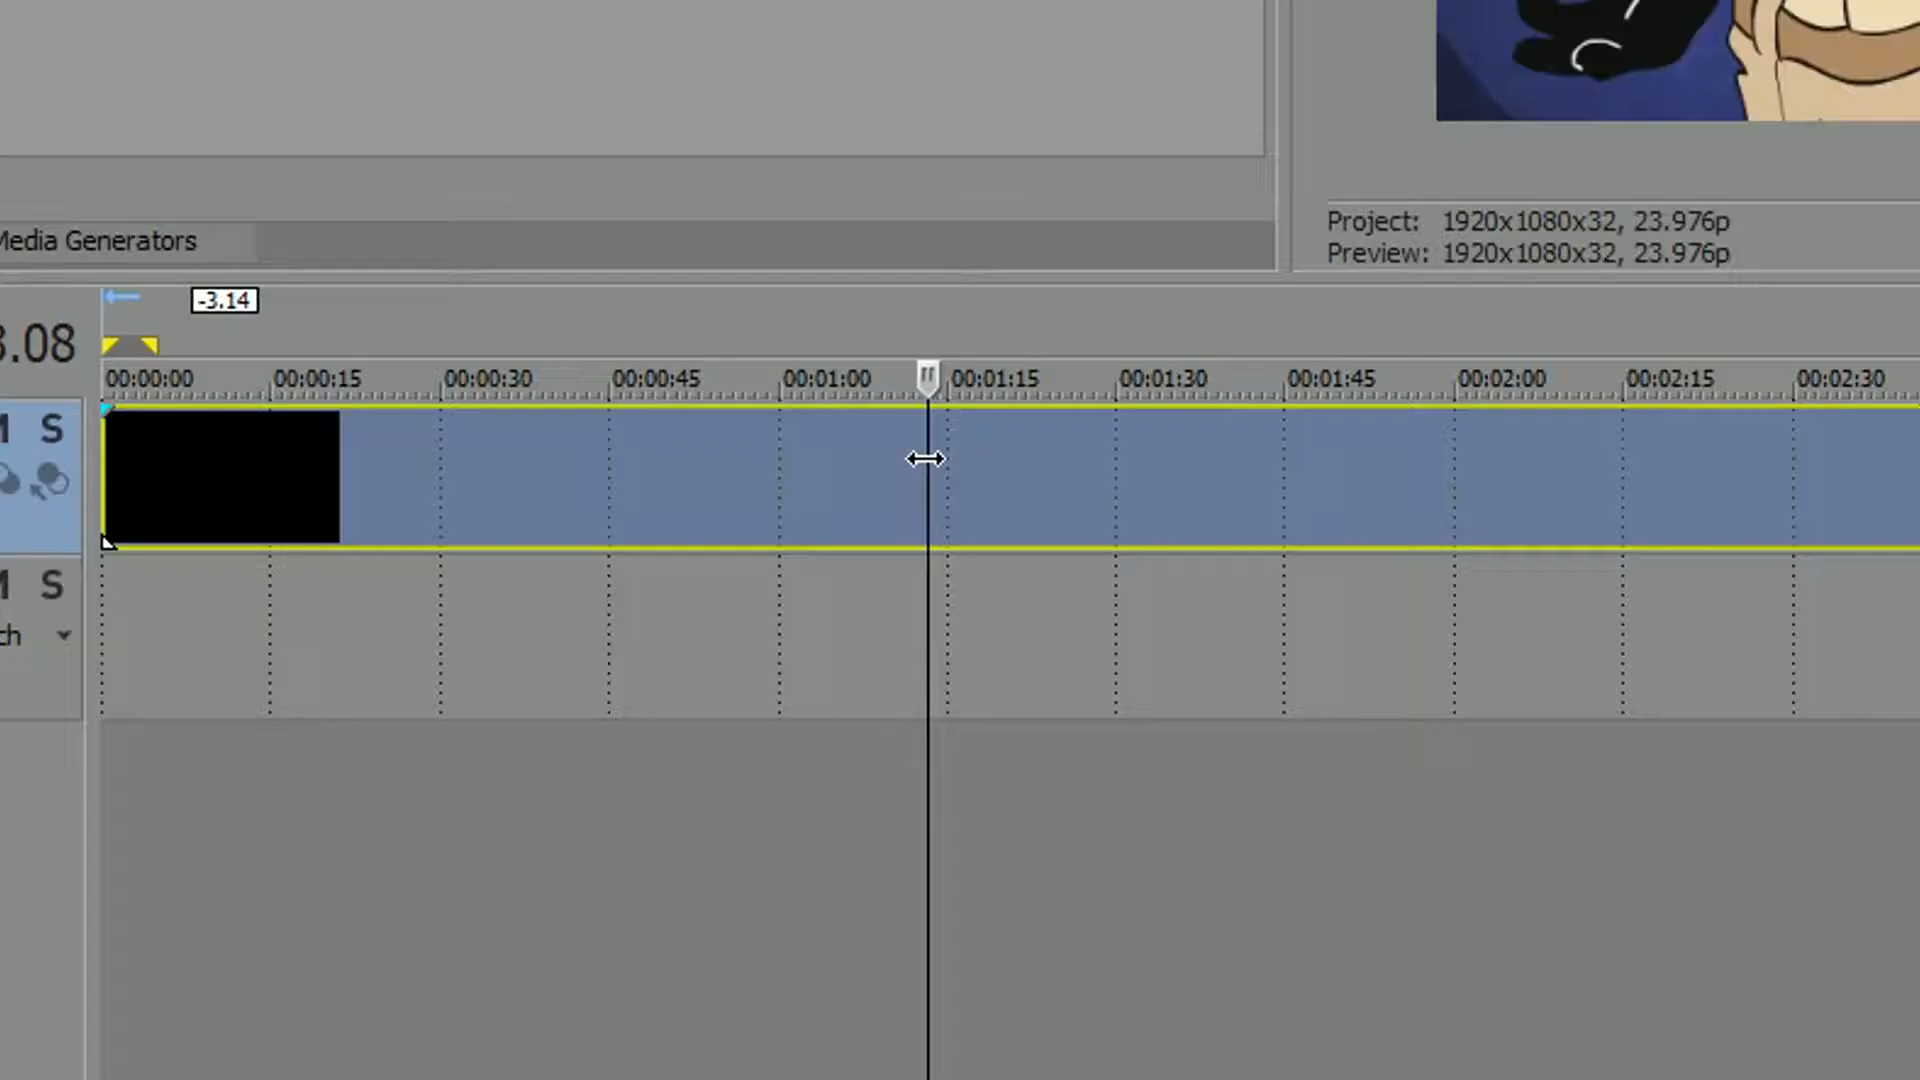 Project: 1920x1080x32, 23.976p
Preview: 1920x1080x32, 23.976p
Media Generators
-3.14
3.08
00:00:00 00:00:15 00:00:30 00:00:45 00:01:00 00:01:15 00:01:30 00:01:45 00:02:00 00:02:15 00:02:30
M S
M S
ch